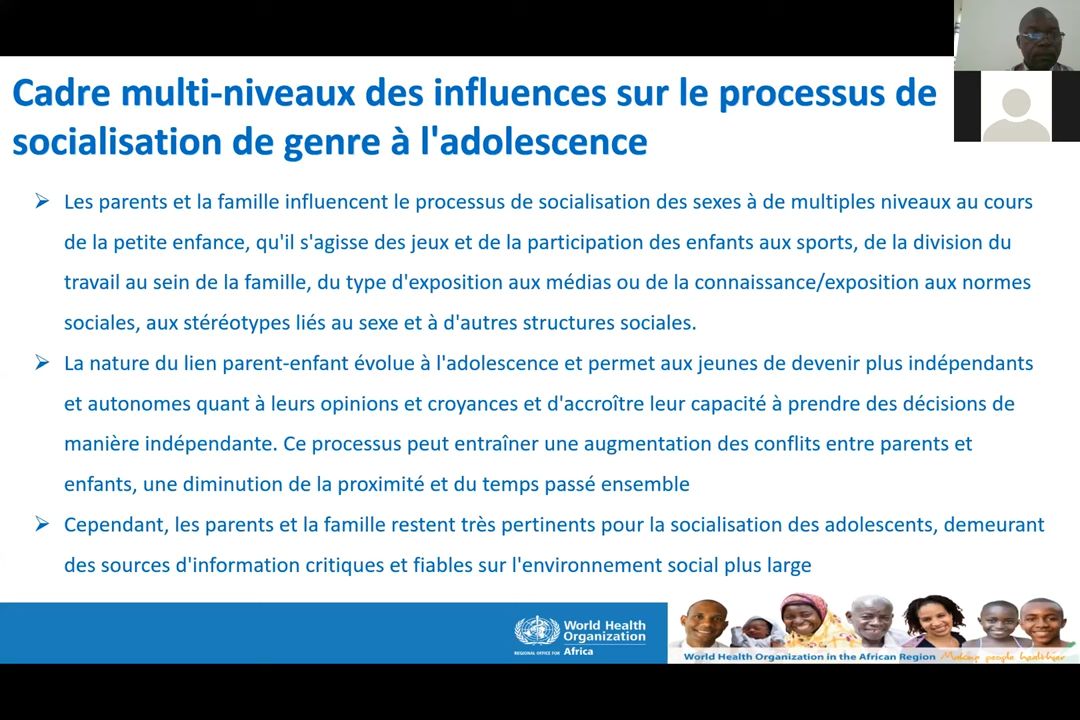 Cadre multi-niveaux des influences sur le processus de
socialisation de genre à l'adolescence
Les parents et la famille influencent le processus de socialisation des sexes à de multiples niveaux au cours
de la petite enfance, qu'il s'agisse des jeux et de la participation des enfants aux sports, de la division du
travail au sein de la famille, du type d'exposition aux médias ou de la connaissance/exposition aux normes
sociales, aux stéréotypes liés au sexe et à d'autres structures sociales.
La nature du lien parent-enfant évolue à l'adolescence et permet aux jeunes de devenir plus indépendants
et autonomes quant à leurs opinions et croyances et d'accroître leur capacité à prendre des décisions de
manière indépendante. Ce processus peut entraîner une augmentation des conflits entre parents et
enfants, une diminution de la proximité et du temps passé ensemble
Cependant, les parents et la famille restent très pertinents pour la socialisation des adolescents, demeurant
des sources d'information critiques et fiables sur l'environnement social plus large
World Health
Organization
REGIONAL OFFICE FOR Africa
World Health Organization in the African Region Making people healthier